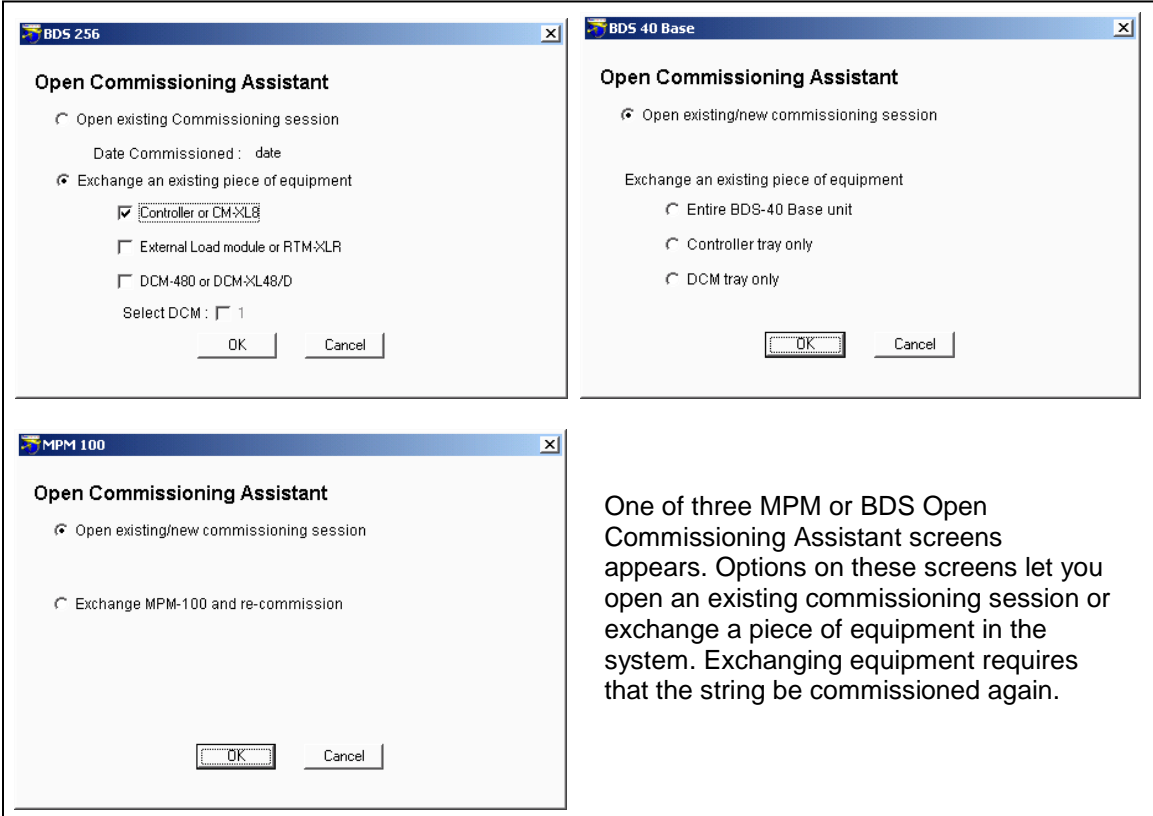 BDS 256
Open Commissioning Assistant
Open existing Commissioning session
Date Commissioned : date
Exchange an existing piece of equipment
Controller or CM-XL8
External Load module or RTM-XLR
DCM-480 or DCM-XL48/D
Select DCM : 1
OK Cancel
BDS 40 Base
Open Commissioning Assistant
Open existing/new commissioning session
Exchange an existing piece of equipment
Entire BDS-40 Base unit
Controller tray only
DCM tray only
OK Cancel
MPM 100
Open Commissioning Assistant
Open existing/new commissioning session
Exchange MPM-100 and re-commission
OK Cancel
One of three MPM or BDS Open
Commissioning Assistant screens
appears. Options on these screens let you
open an existing commissioning session or
exchange a piece of equipment in the
system. Exchanging equipment requires
that the string be commissioned again.